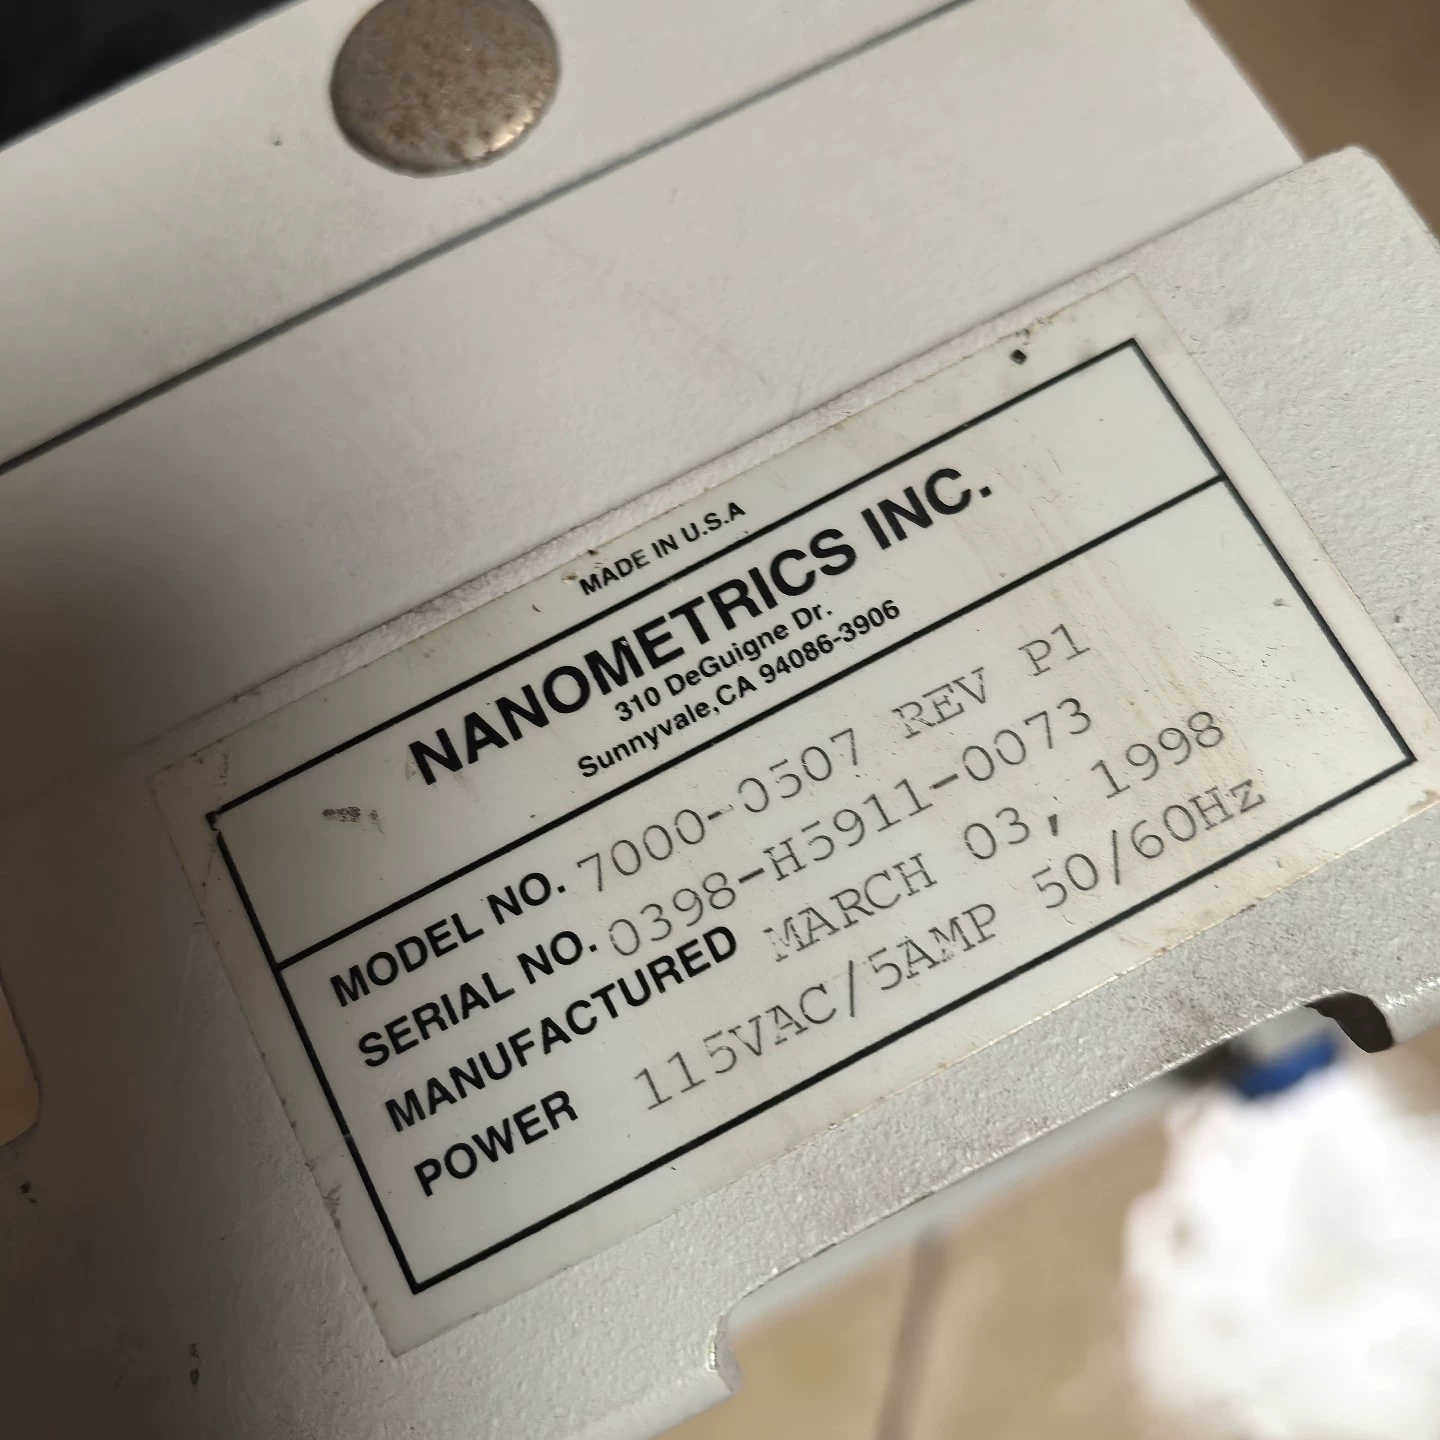 MADE IN U.S.A
NANOMETRICS INC.
310 DeGuigne Dr.
Sunnyvale,CA 94086-3906
MODEL NO. 7000-0507 REV P1
SERIAL NO. 0398-H5911-0073
MANUFACTURED MARCH 03, 1998
POWER 115VAC/5AMP 50/60Hz